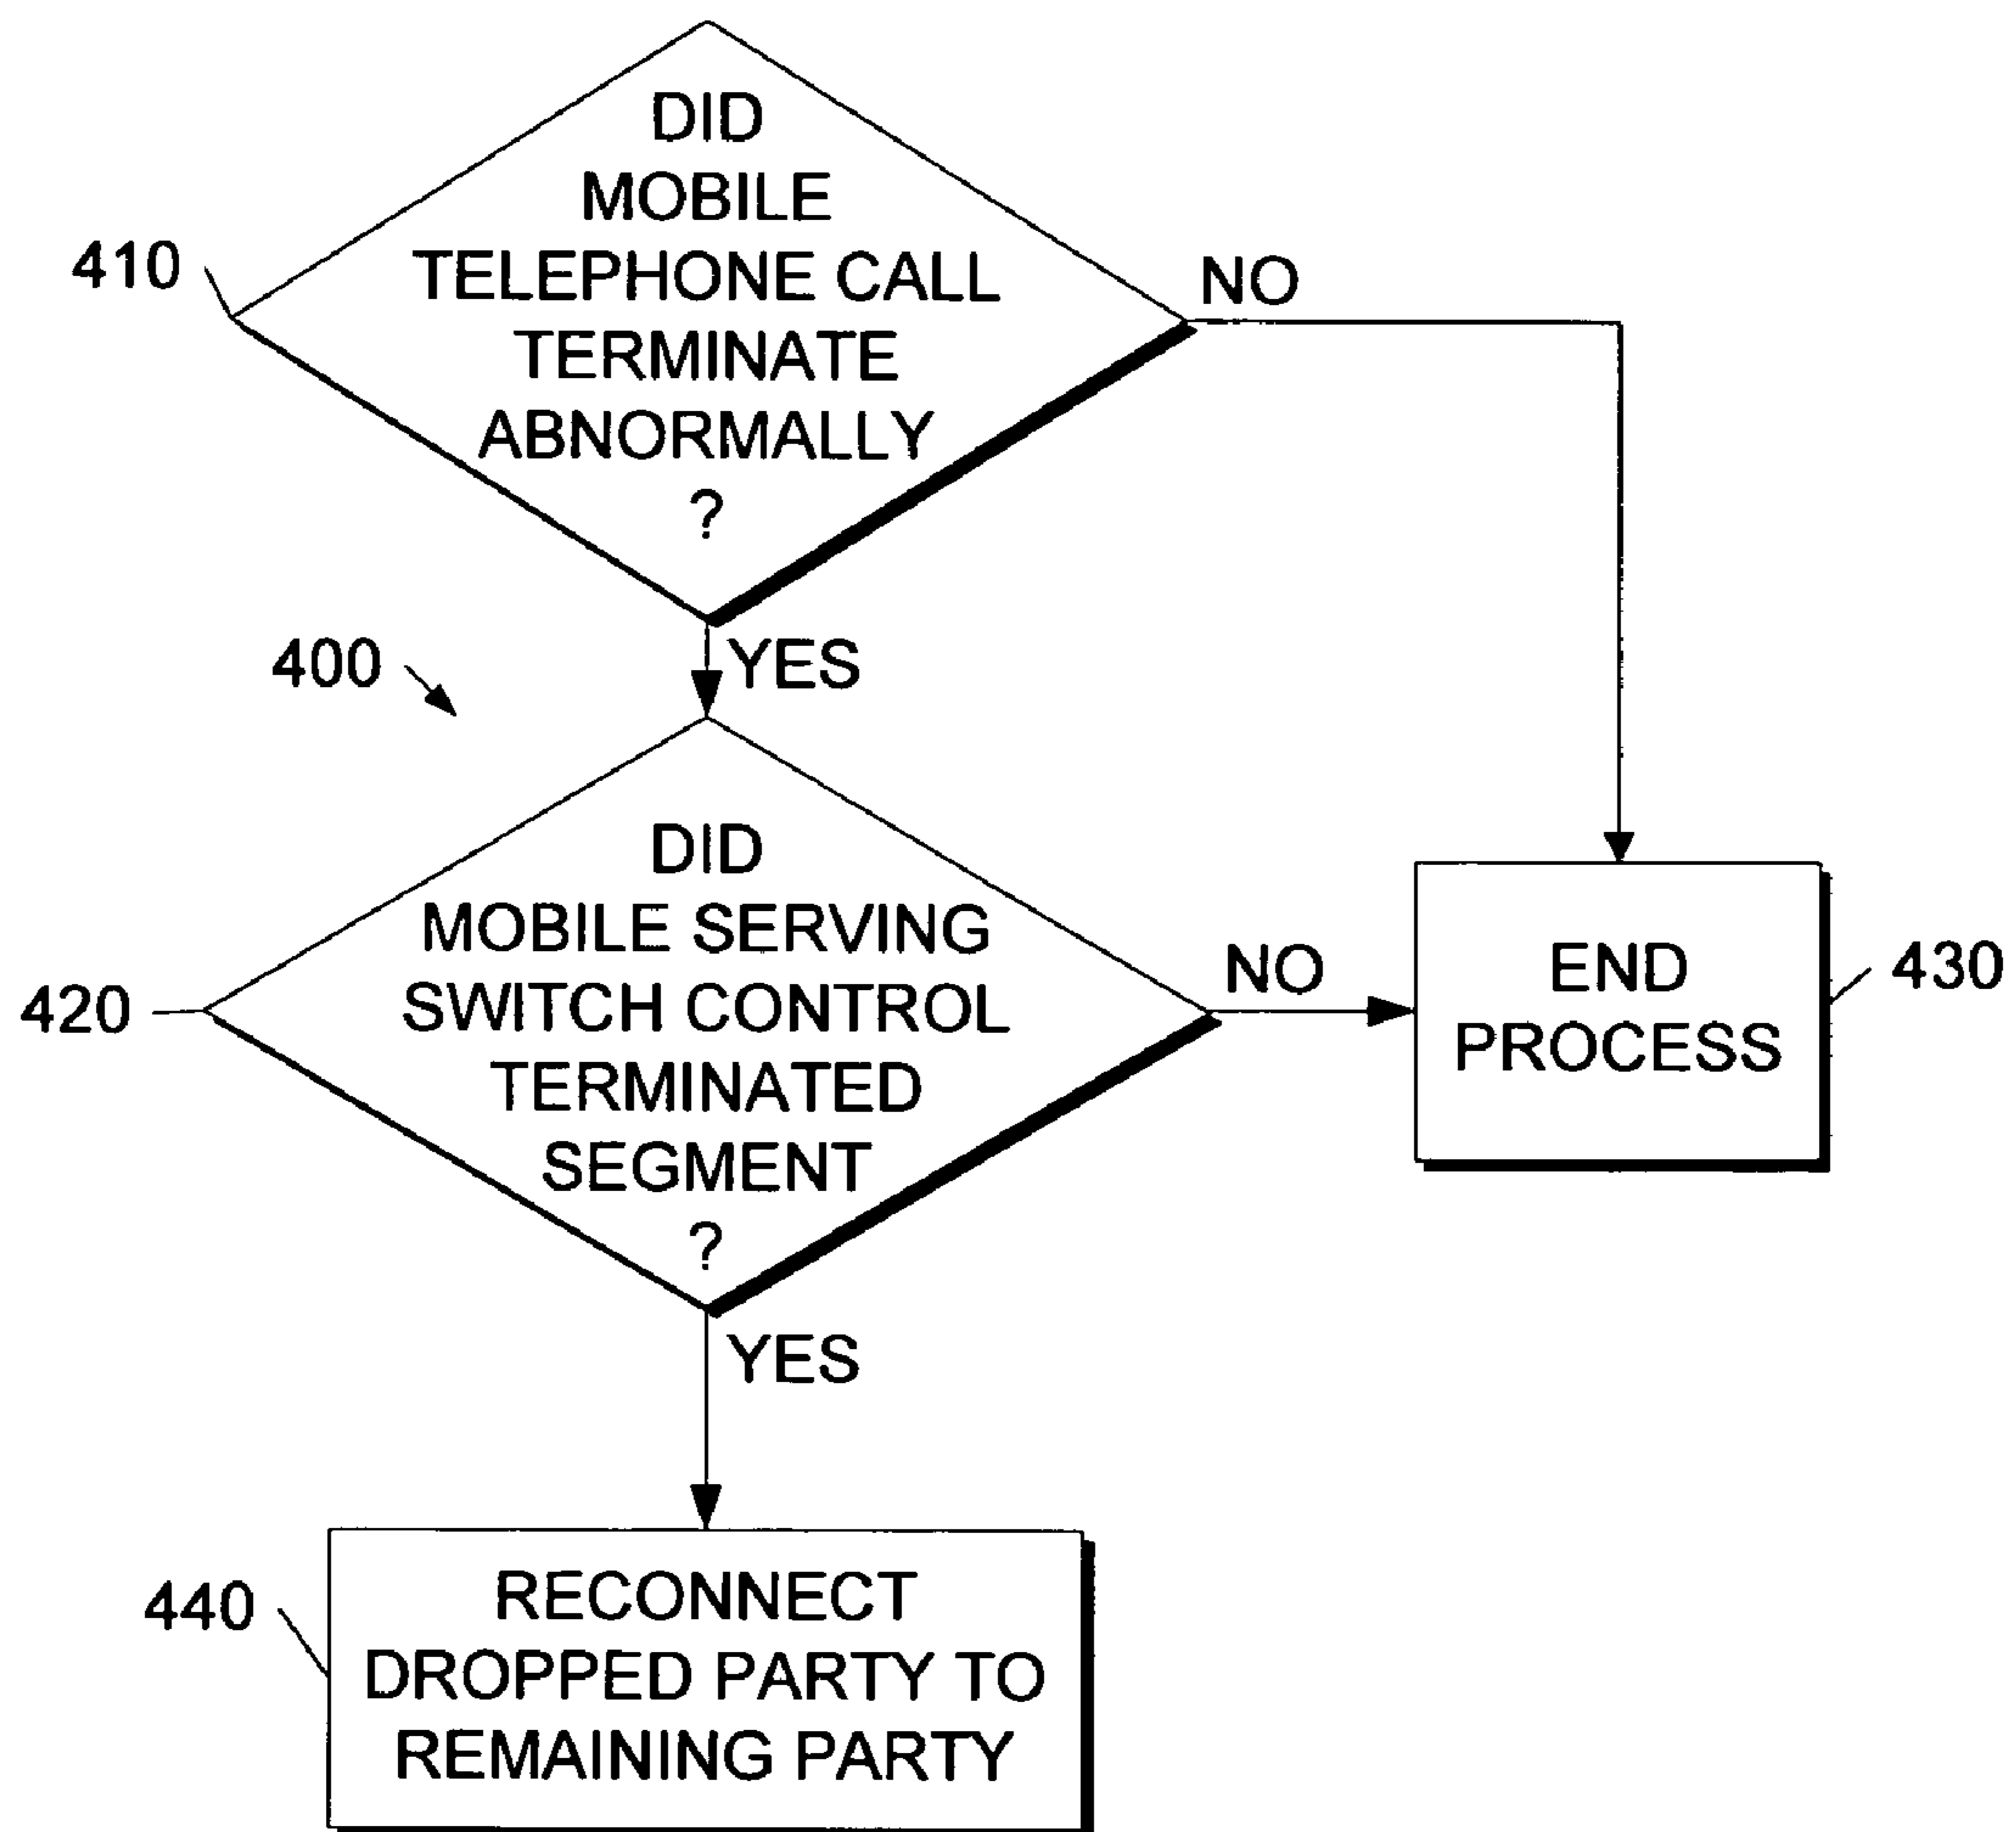 DID
MOBILE
TELEPHONE CALL
TERMINATE
ABNORMALLY
?
410
NO
YES
400
DID
MOBILE SERVING
SWITCH CONTROL
TERMINATED
SEGMENT
?
420
NO
END
PROCESS
430
YES
440
RECONNECT
DROPPED PARTY TO
REMAINING PARTY